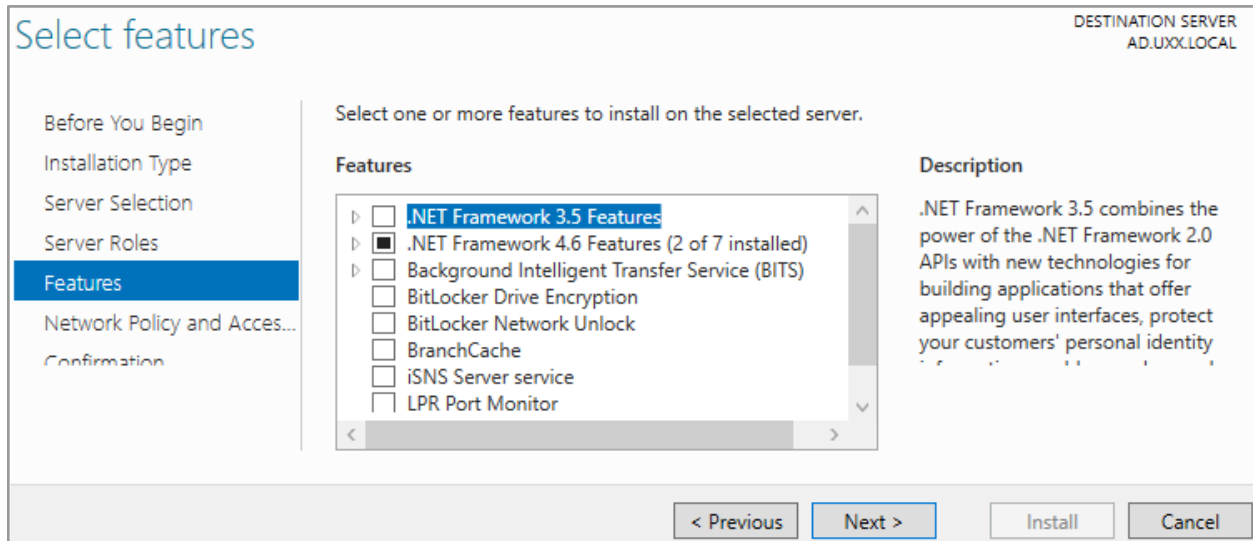 Select features
DESTINATION SERVER
AD.UXX.LOCAL
Before You Begin
Installation Type
Server Selection
Server Roles
Features
Network Policy and Acces...
Confirmation
Select one or more features to install on the selected server.
Features
.NET Framework 3.5 Features
.NET Framework 4.6 Features (2 of 7 installed)
Background Intelligent Transfer Service (BITS)
BitLocker Drive Encryption
BitLocker Network Unlock
BranchCache
iSNS Server service
LPR Port Monitor
Description
.NET Framework 3.5 combines the
power of the .NET Framework 2.0
APIs with new technologies for
building applications that offer
appealing user interfaces, protect
your customers' personal identity
< Previous
Next >
Install
Cancel